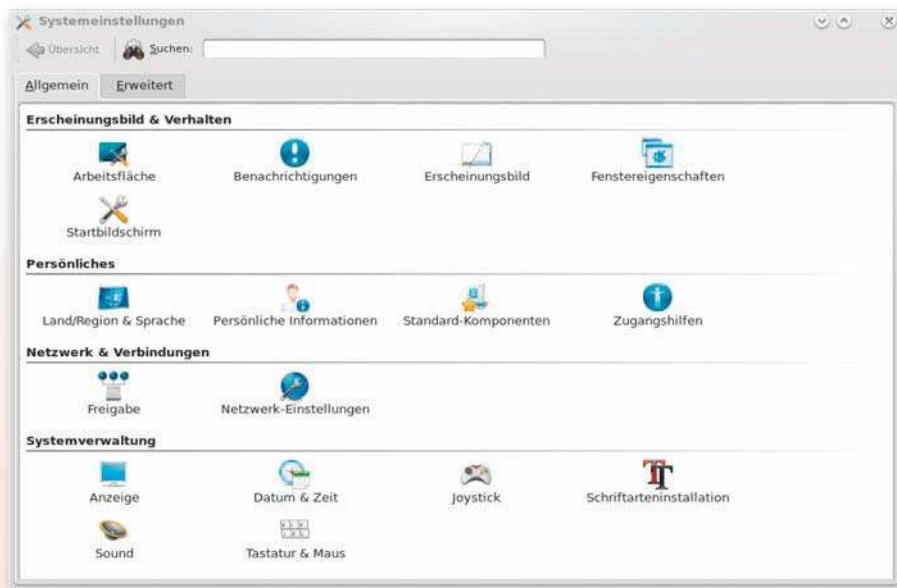 Systemeinstellungen
Übersicht Suchen:
Allgemein Erweitert
Erscheinungsbild & Verhalten
Arbeitsfläche Benachrichtigungen Erscheinungsbild Fenstereigenschaften
Startbildschirm
Persönliches
Land/Region & Sprache Persönliche Informationen Standard-Komponenten Zugangshilfen
Netzwerk & Verbindungen
Freigabe Netzwerk-Einstellungen
Systemverwaltung
Anzeige Datum & Zeit Joystick Schriftarteninstallation
Sound Tastatur & Maus